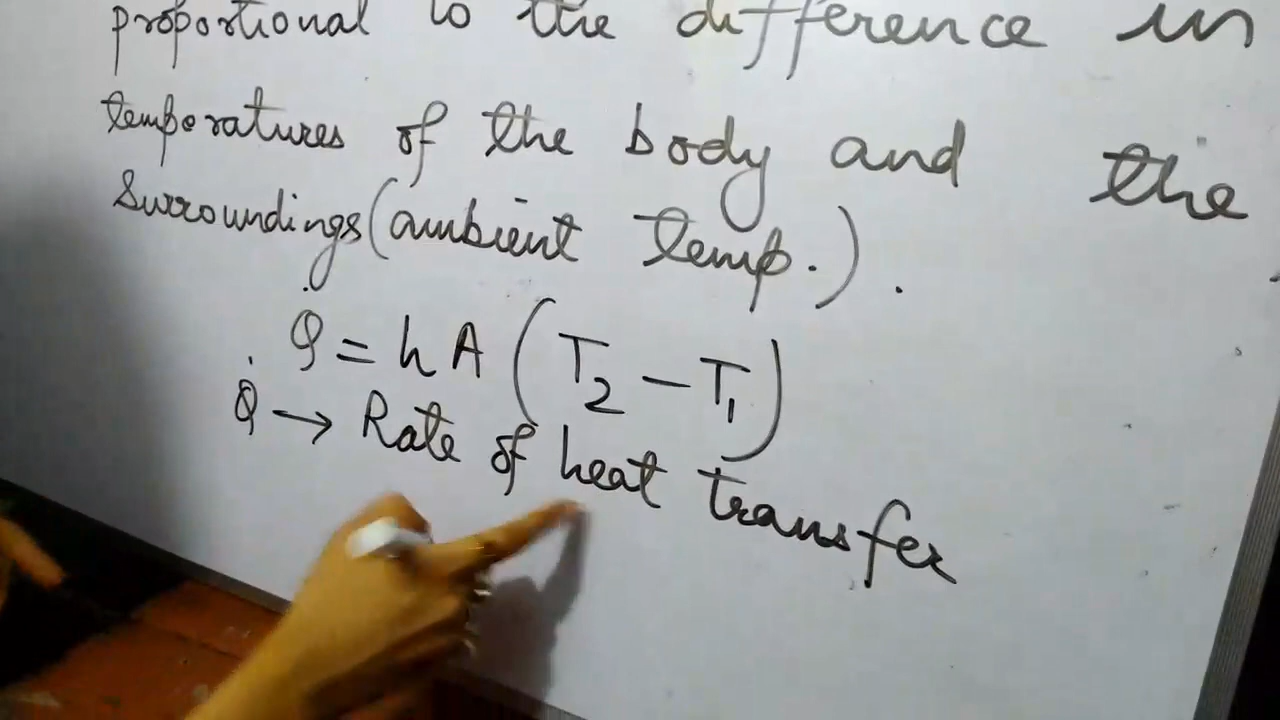 proportional to the difference in
temperatures of the body and the
surroundings (ambient temp.).
Q̇ = hA (T₂ − T₁)
Q̇ → Rate of heat transfer